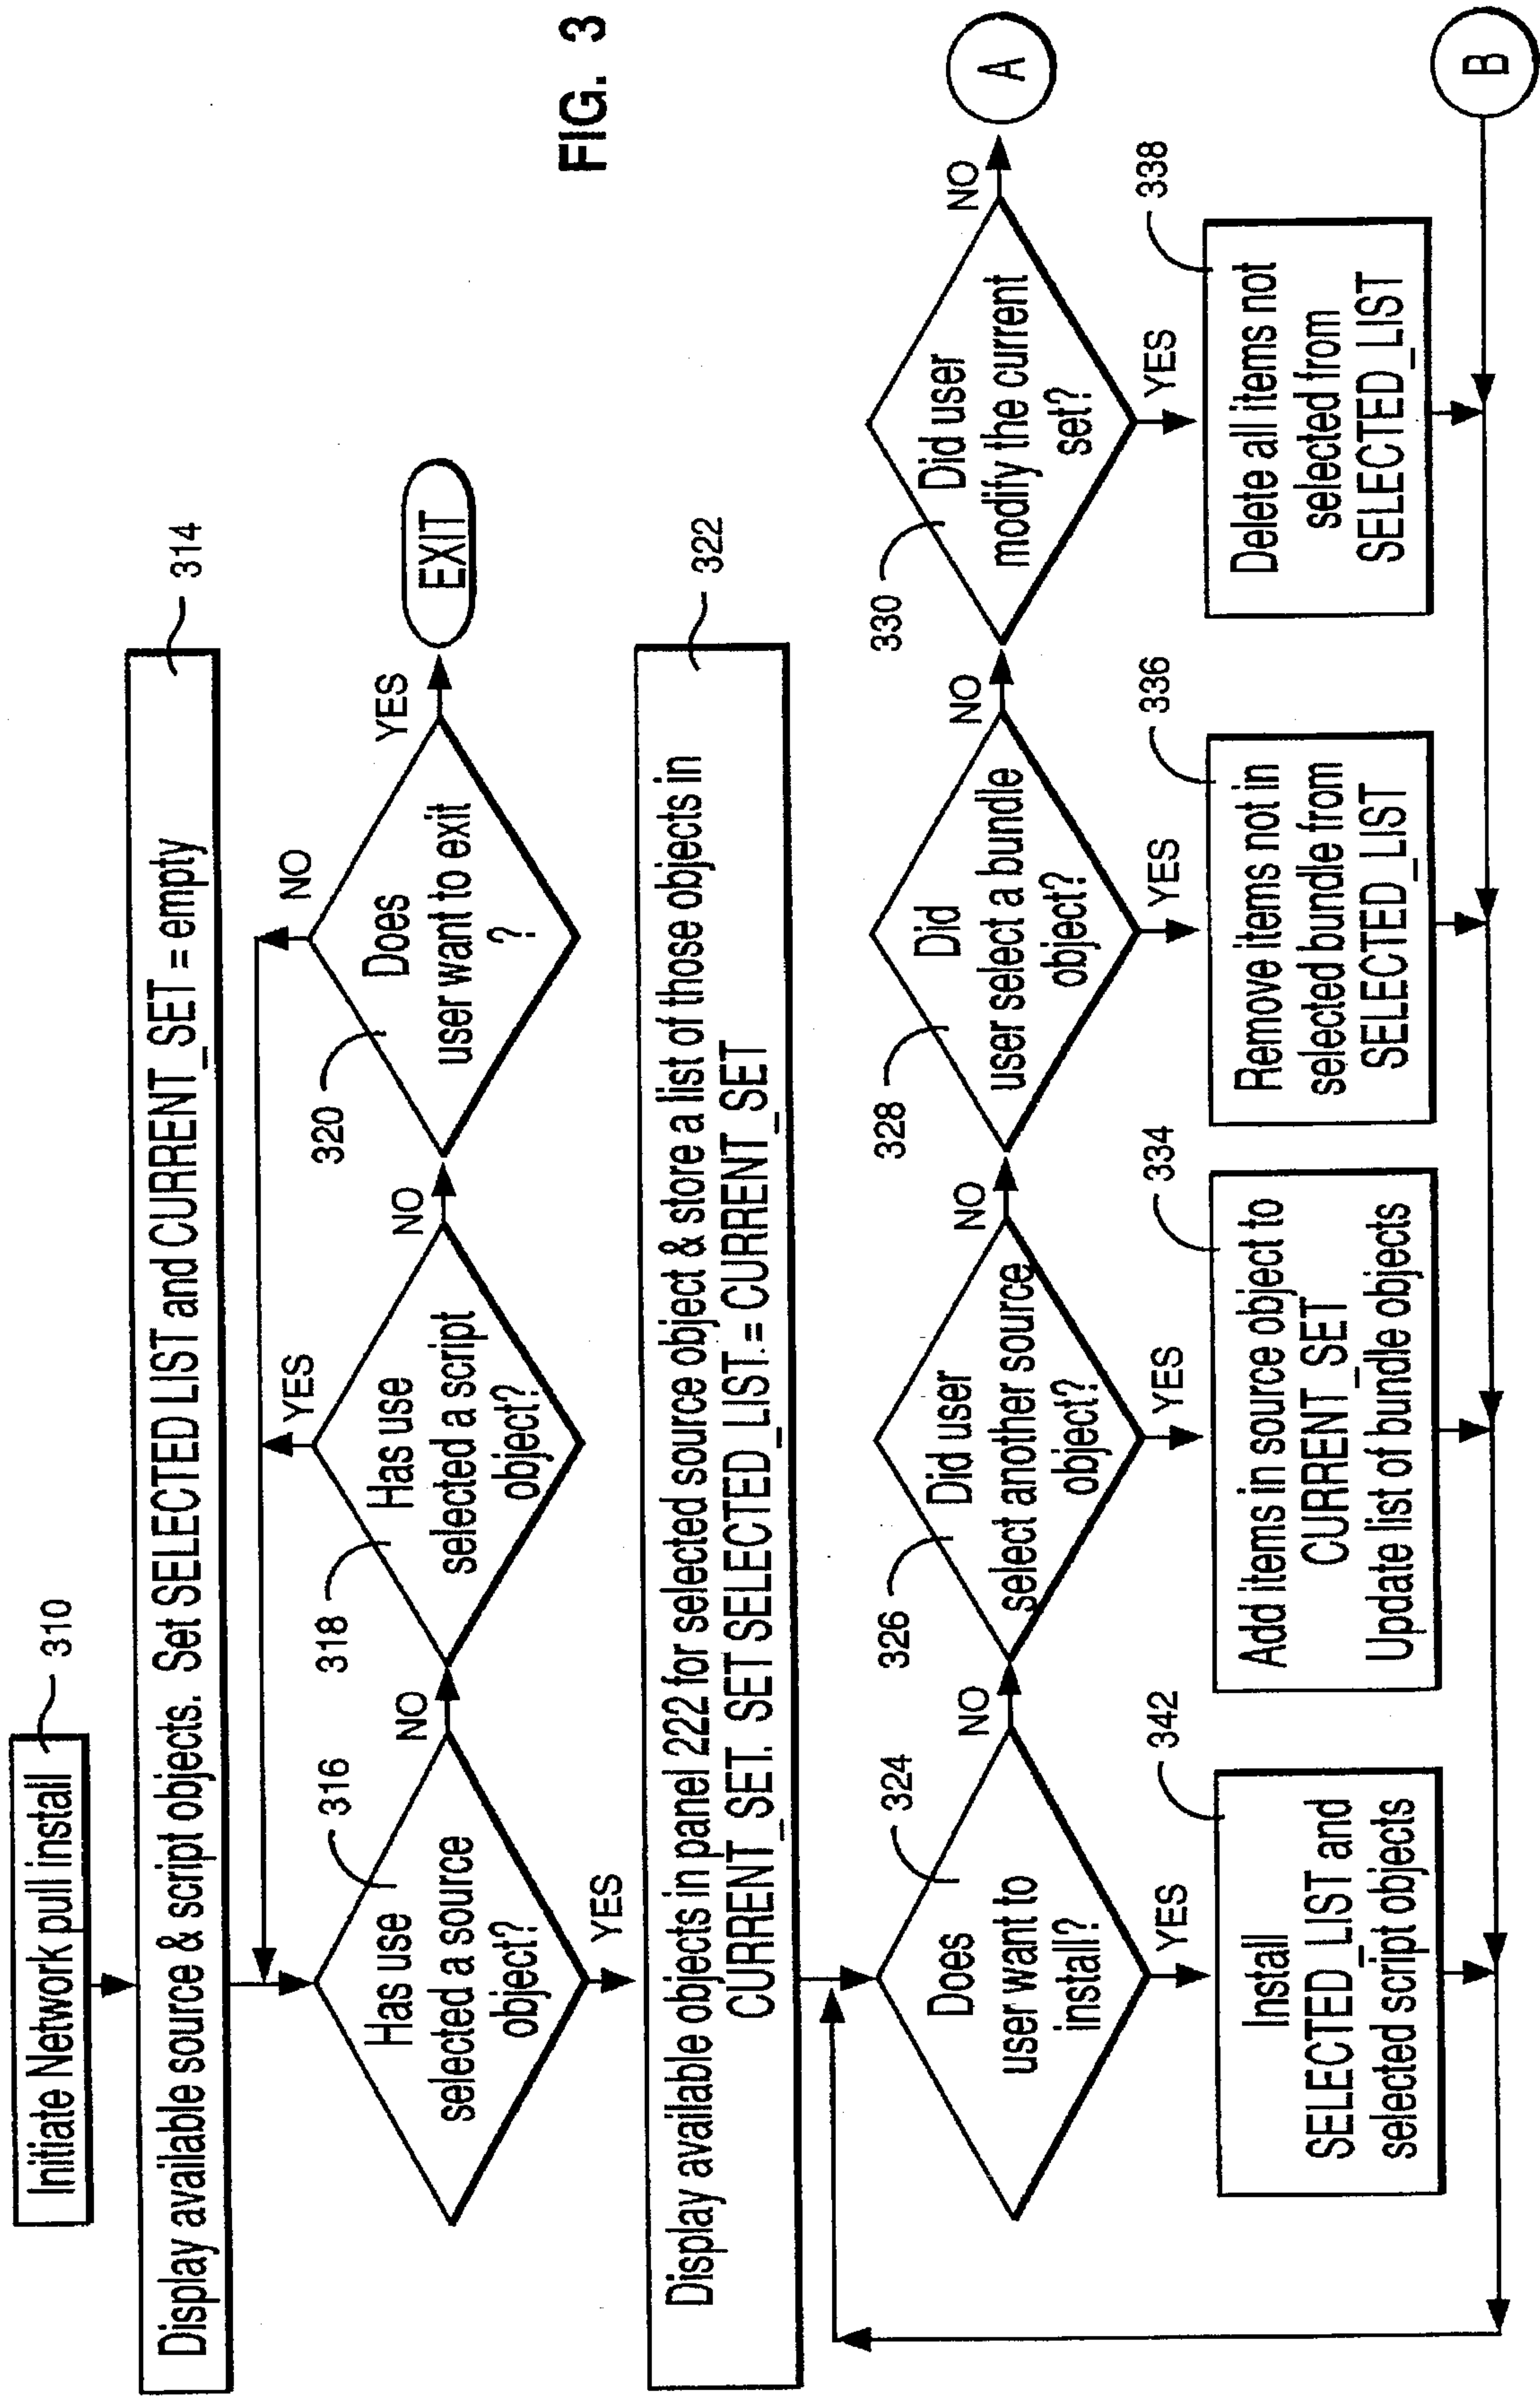 Initiate Network pull install
310
Display available source & script objects. Set SELECTED LIST and CURRENT_SET = empty
314
Has use
selected a source
object?
316
NO
YES
Has use
selected a script
object?
318
YES
NO
Does
user want to exit
?
320
NO
YES
EXIT
FIG. 3
Display available objects in panel 222 for selected source object & store a list of those objects in
CURRENT_SET. SET SELECTED_LIST.= CURRENT_SET
322
Does
user want to
install?
324
NO
YES
Did user
select another source
object?
326
NO
YES
Did
user select a bundle
object?
328
NO
YES
Did user
modify the current
set?
330
NO
YES
A
Install
SELECTED_LIST and
selected script objects
342
Add items in source object to
CURRENT_SET
Update list of bundle objects
334
Remove items not in
selected bundle from
SELECTED_LIST
336
Delete all items not
selected from
SELECTED_LIST
338
B